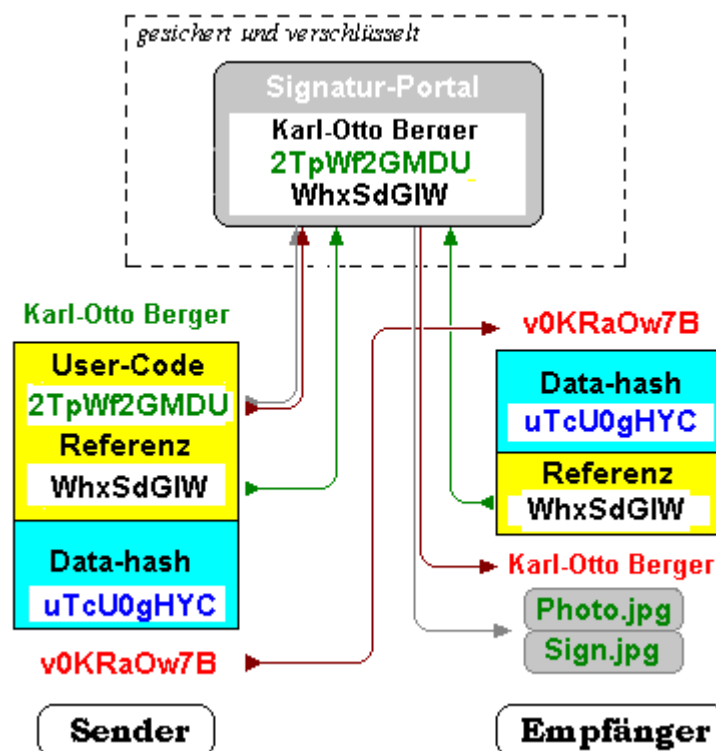 gesichert und verschlüsselt
Signatur-Portal
Karl-Otto Berger
2TpWf2GMDU
WhxSdGlW
Karl-Otto Berger
User-Code
2TpWf2GMDU
Referenz
WhxSdGlW
Data-hash
uTcU0gHYC
v0KRaOw7B
Sender
v0KRaOw7B
Data-hash
uTcU0gHYC
Referenz
WhxSdGlW
Karl-Otto Berger
Photo.jpg
Sign.jpg
Empfänger